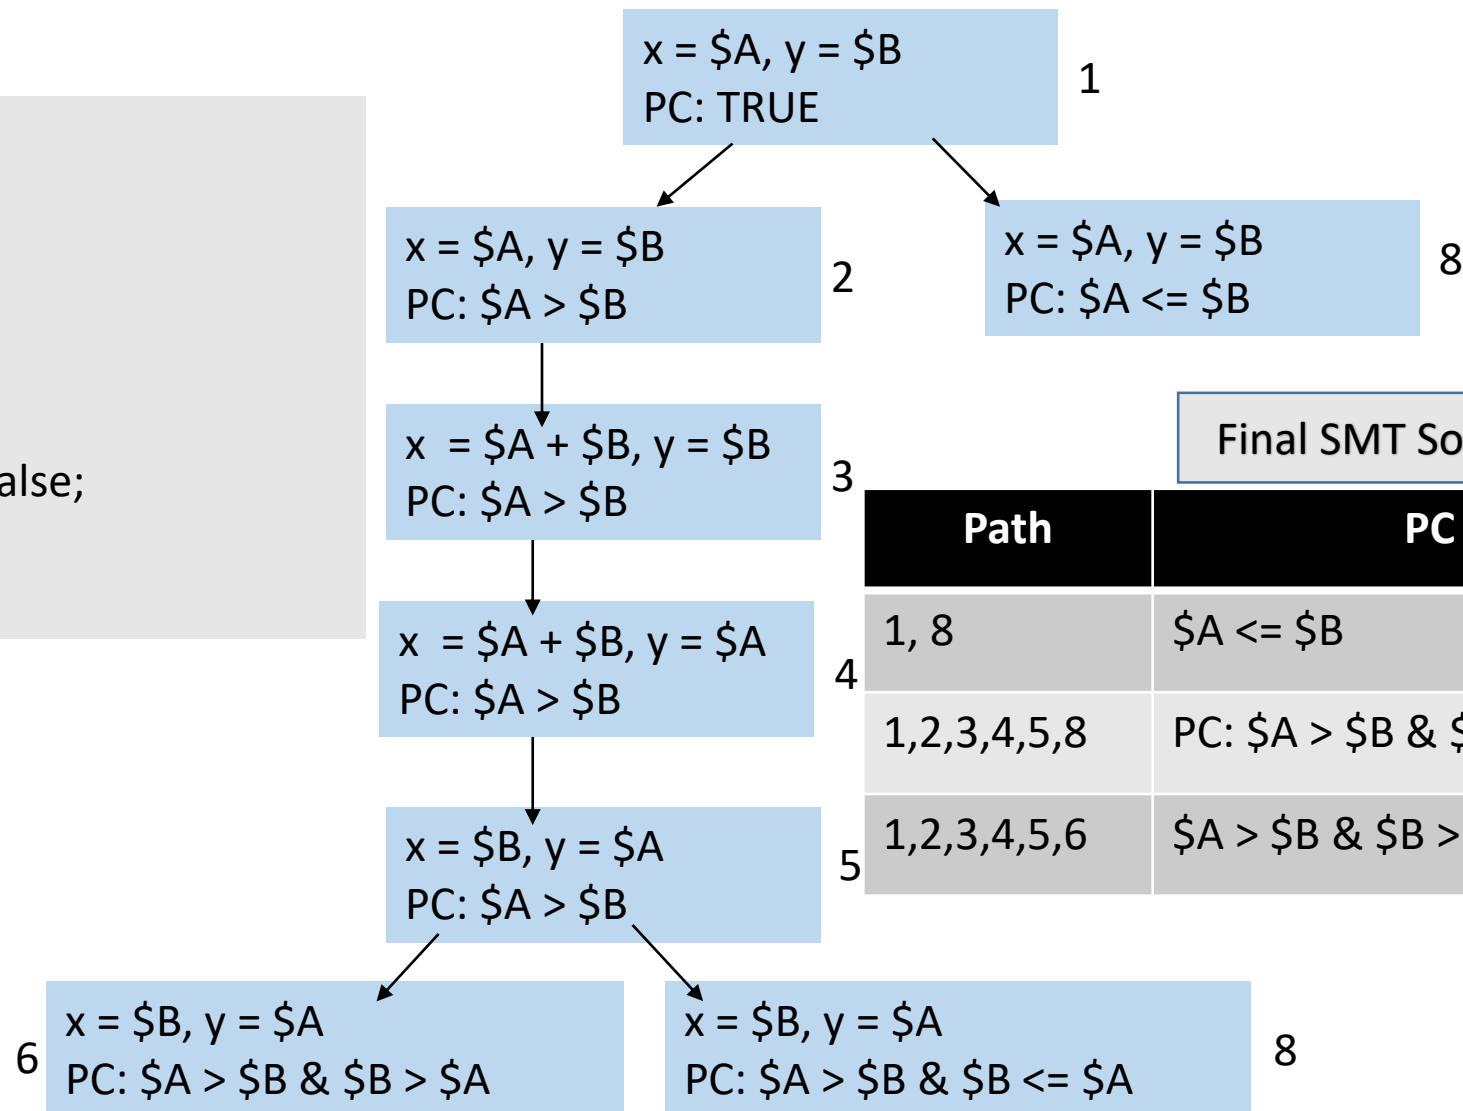 x = $A, y = $B
PC: TRUE
1
x = $A, y = $B
PC: $A > $B
2
x = $A, y = $B
PC: $A <= $B
8
x = $A + $B, y = $B
PC: $A > $B
3
alse;
Final SMT So
Path PC
1, 8 $A <= $B
1,2,3,4,5,8 PC: $A > $B & $
1,2,3,4,5,6 $A > $B & $B >
x = $A + $B, y = $A
PC: $A > $B
4
x = $B, y = $A
PC: $A > $B
5
6
x = $B, y = $A
PC: $A > $B & $B > $A
x = $B, y = $A
PC: $A > $B & $B <= $A
8